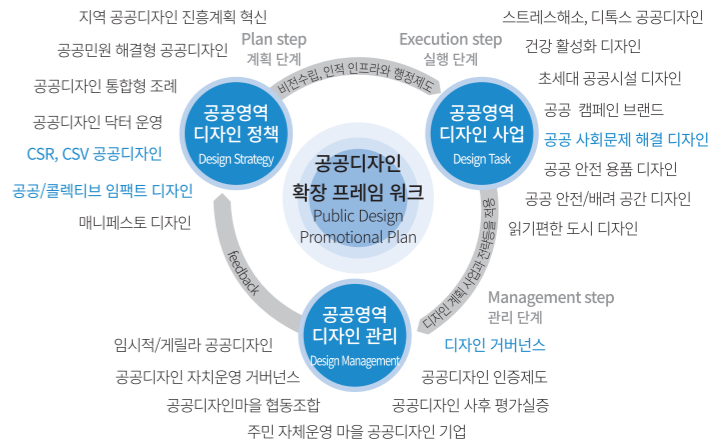 지역 공공디자인 진흥계획 혁신
공공민원 해결형 공공디자인
공공디자인 통합형 조례
공공디자인 닥터 운영
CSR, CSV 공공디자인
공공/콜렉티브 임팩트 디자인
매니페스토 디자인
Plan step
계획 단계
공공영역
디자인 정책
Design Strategy
비전수립, 인적 인프라와 행정제도
Execution step
실행 단계
공공영역
디자인 사업
Design Task
스트레스해소, 디톡스 공공디자인
건강 활성화 디자인
초세대 공공시설 디자인
공공 캠페인 브랜드
공공 사회문제 해결 디자인
공공 안전 용품 디자인
공공 안전/배려 공간 디자인
읽기편한 도시 디자인
공공디자인
확장 프레임 워크
Public Design
Promotional Plan
디자인 계획 사업과 전략등을 적용
feedback
Management step
관리 단계
공공영역
디자인 관리
Design Management
디자인 거버넌스
공공디자인 인증제도
공공디자인 사후 평가실증
임시적/게릴라 공공디자인
공공디자인 자치운영 거버넌스
공공디자인마을 협동조합
주민 자체운영 마을 공공디자인 기업